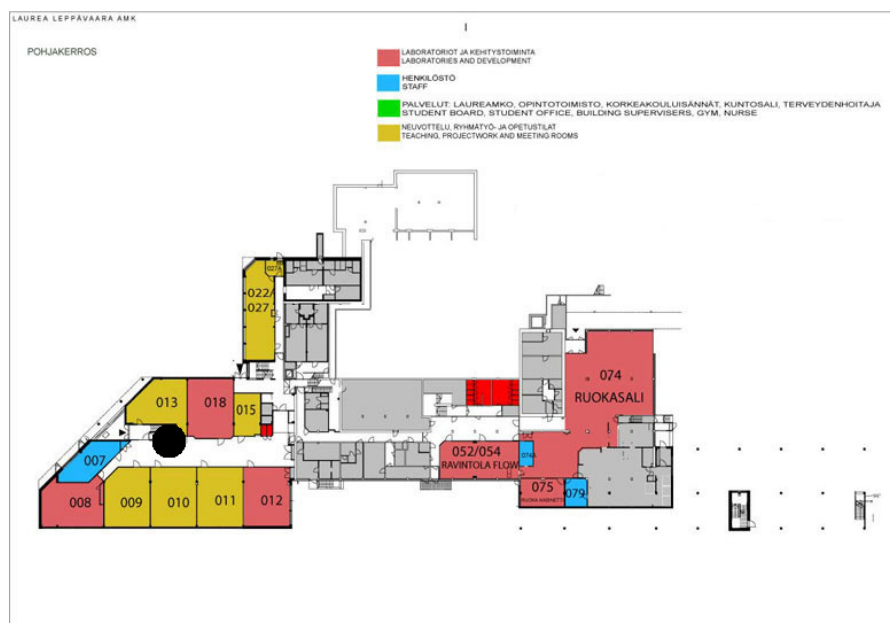 LAUREA LEPPÄVAARA AMK
POHJAKERROS
LABORATORIOT JA KEHITYSTOIMINTA
LABORATORIES AND DEVELOPMENT
HENKILÖSTÖ
STAFF
PALVELUT: LAUREAMKO, OPINTOTOIMISTO, KORKEAKOULUISÄNNÄT, KUNTOSALI, TERVEYDENHOITAJA
STUDENT BOARD, STUDENT OFFICE, BUILDING SUPERVISERS, GYM, NURSE
NEUVOTTELU, RYHMÄTYÖ- JA OPETUSTILAT
TEACHING, PROJECTWORK AND MEETING ROOMS
027A
022/
027
074
RUOKASALI
013
018
015
007
052/054
RAVINTOLA FLOW
074A
008
009
010
011
012
075
079